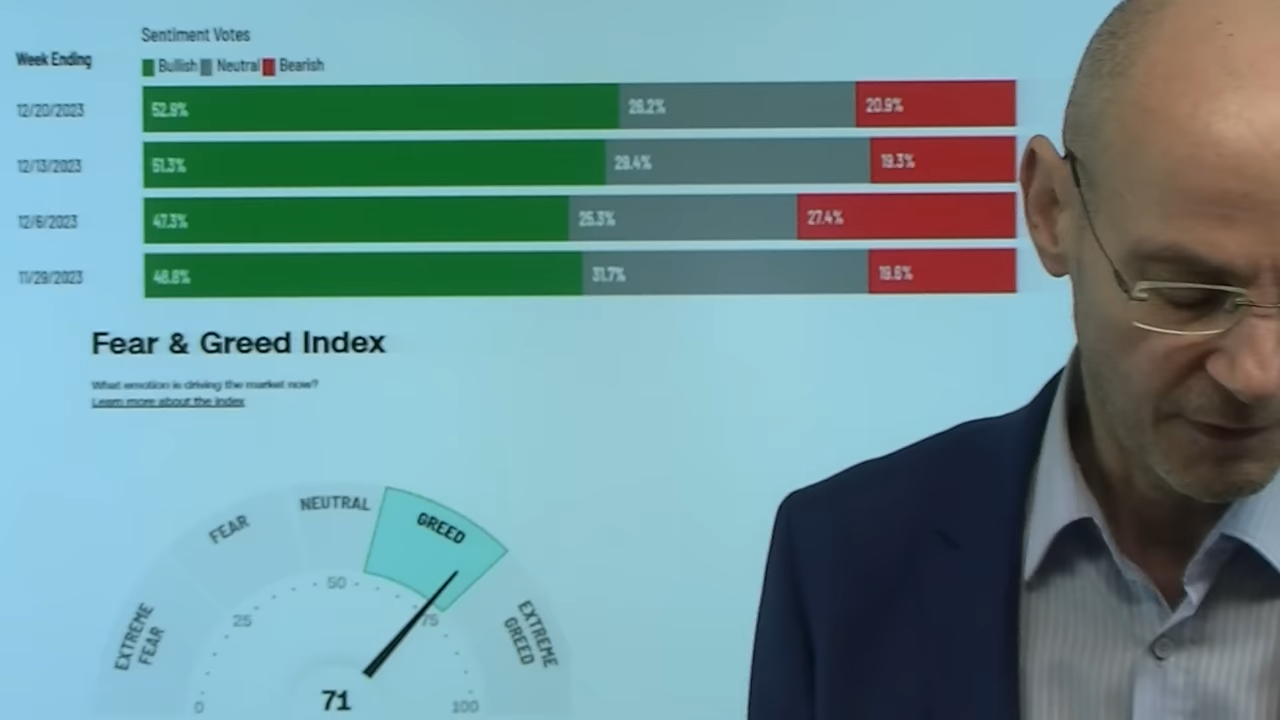 Sentiment Votes
Week Ending
Bullish Neutral Bearish
12/20/2023 52.9% 26.2% 20.9%
12/13/2023 51.3% 29.4% 19.3%
12/6/2023 47.3% 25.3% 27.4%
11/29/2023 48.8% 31.7% 19.6%
Fear & Greed Index
What emotion is driving the market now?
Learn more about the index
EXTREME FEAR
FEAR
NEUTRAL
GREED
EXTREME GREED
0
25
50
75
100
71